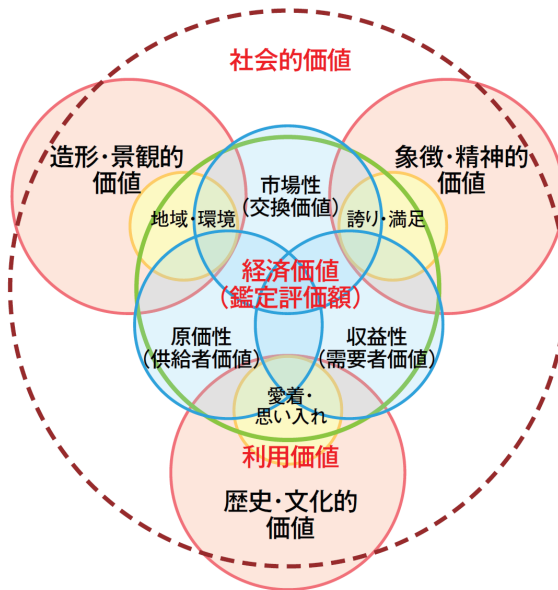 社会的価値
造形・景観的
価値
象徴・精神的
価値
市場性
（交換価値）
地域・環境
誇り・満足
経済価値
（鑑定評価額）
原価性
（供給者価値）
収益性
（需要者価値）
愛着・
思い入れ
利用価値
歴史・文化的
価値